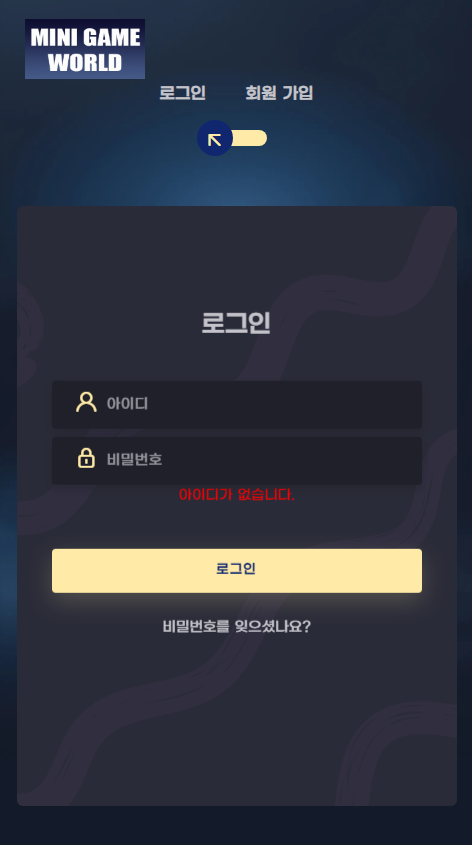 MINI GAME
WORLD
로그인 회원 가입
로그인
아이디
비밀번호
아이디가 없습니다.
로그인
비밀번호를 잊으셨나요?